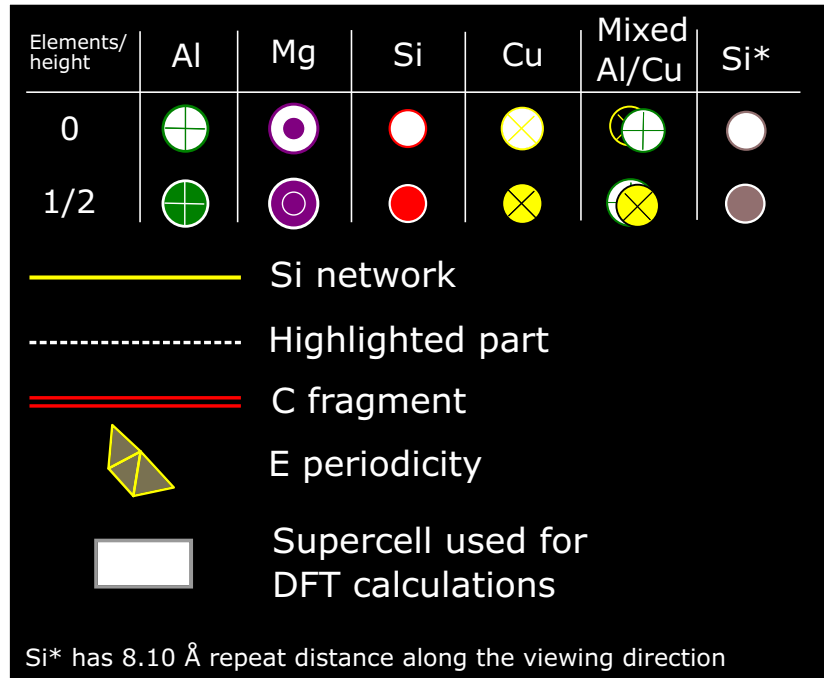 Elements/
height
Al
Mg
Si
Cu
Mixed
Al/Cu
Si*
0
1/2
Si network
Highlighted part
C fragment
E periodicity
Supercell used for
DFT calculations
Si* has 8.10 Å repeat distance along the viewing direction